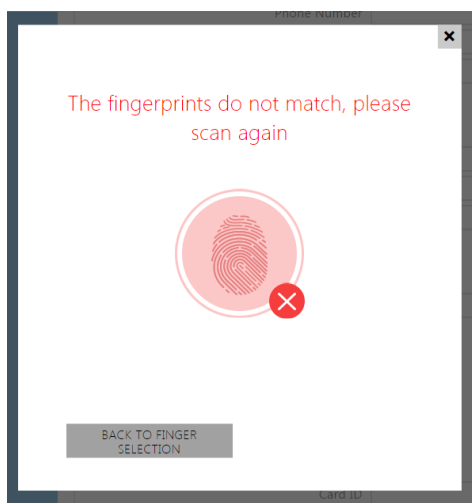 Phone Number
The fingerprints do not match, please
scan again
BACK TO FINGER
SELECTION
Card ID